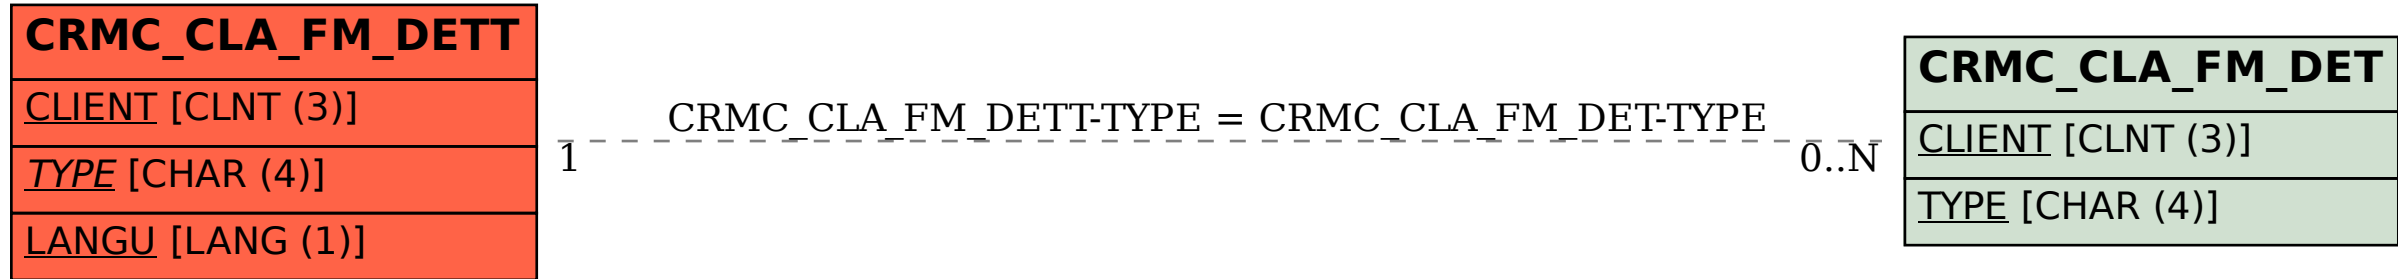 CRMC_CLA_FM_DETT
CLIENT [CLNT (3)]
TYPE [CHAR (4)]
LANGU [LANG (1)]
CRMC_CLA_FM_DETT-TYPE = CRMC_CLA_FM_DET-TYPE
1
0..N
CRMC_CLA_FM_DET
CLIENT [CLNT (3)]
TYPE [CHAR (4)]